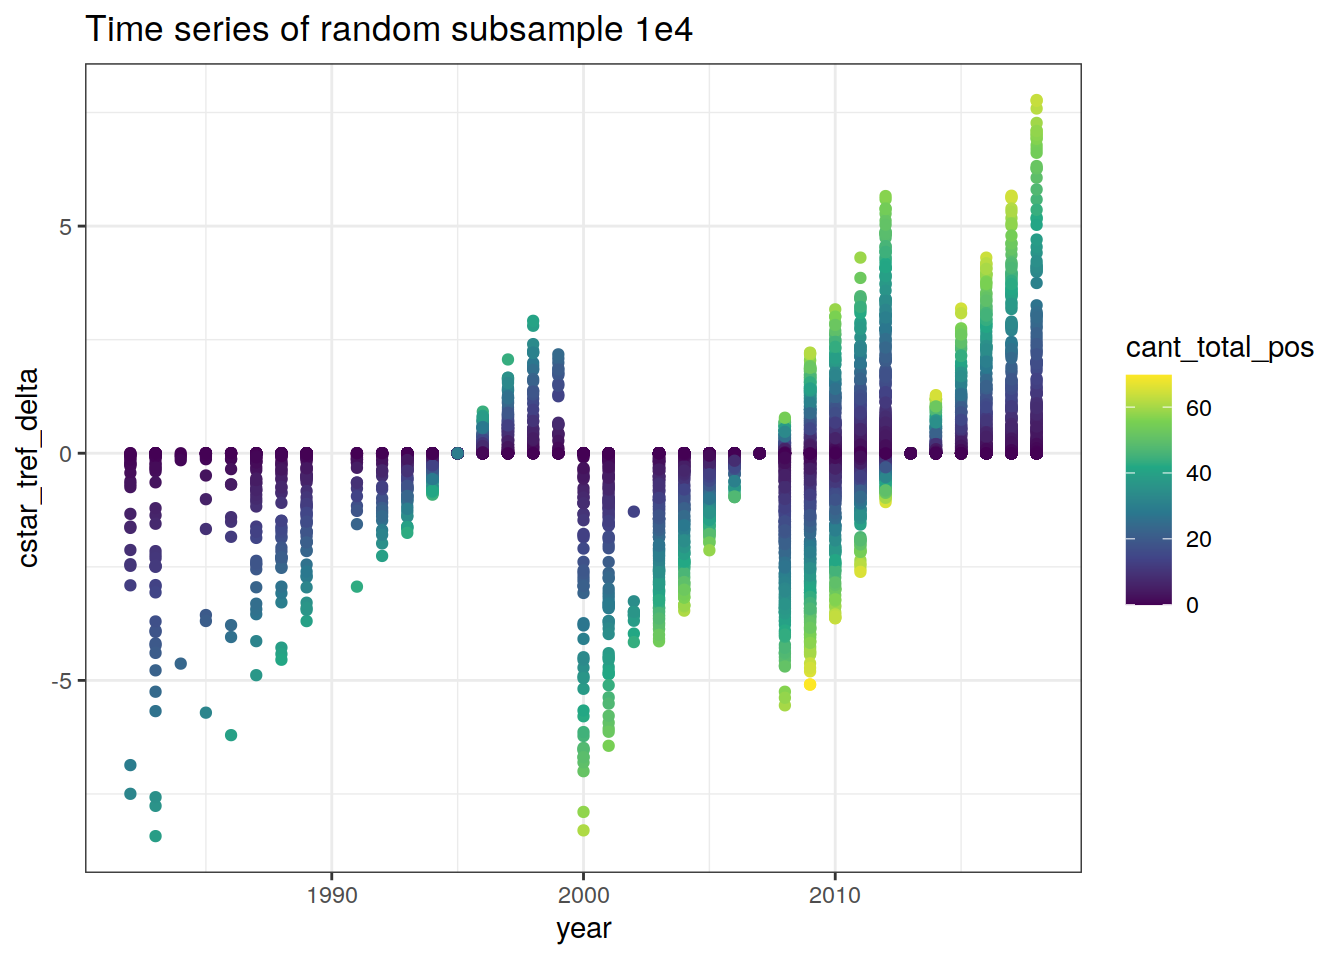 Time series of random subsample 1e4
cstar_tref_delta
5
0
-5
1990
2000
2010
year
cant_total_pos
60
40
20
0